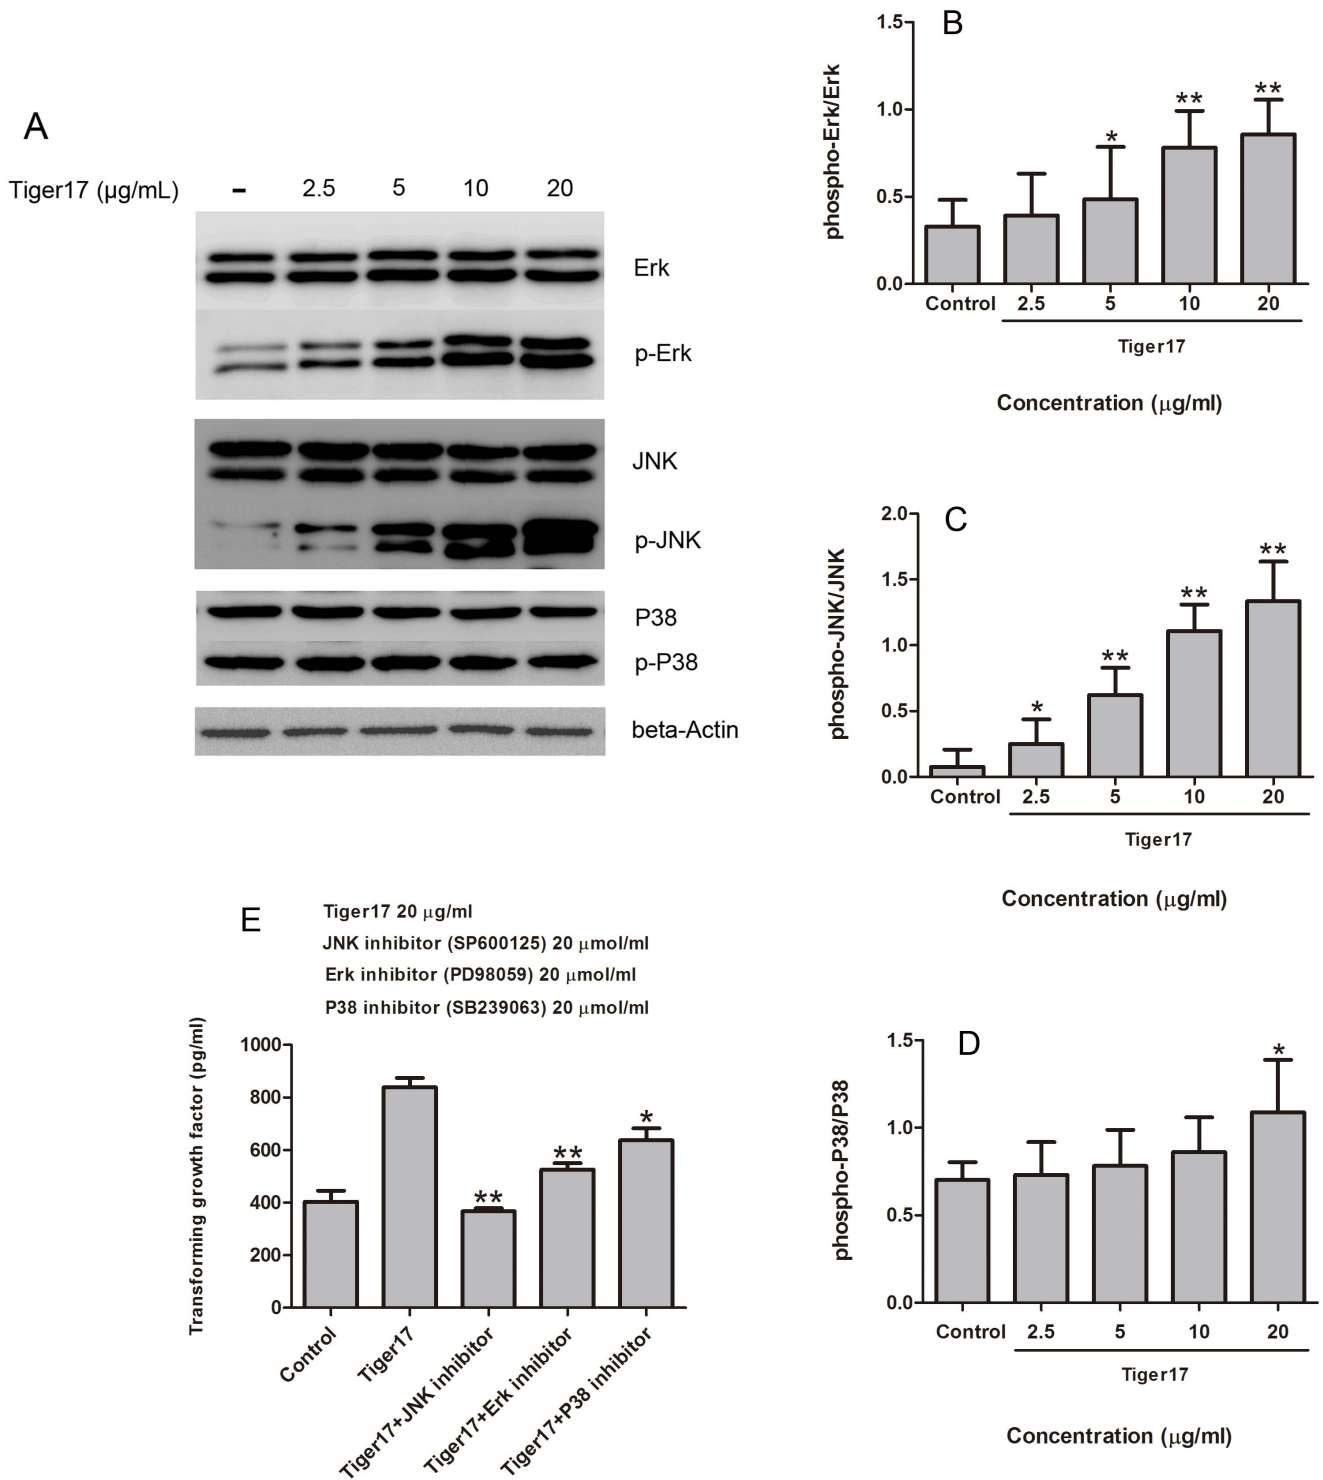 A
Tiger17 (µg/mL) – 2.5 5 10 20
Erk
p-Erk
JNK
p-JNK
P38
p-P38
beta-Actin
B
phospho-Erk/Erk
1.5
1.0
0.5
0.0
* ** **
Control 2.5 5 10 20
Tiger17
Concentration (µg/ml)
C
phospho-JNK/JNK
2.0
1.5
1.0
0.5
0.0
* ** ** **
Control 2.5 5 10 20
Tiger17
Concentration (µg/ml)
D
phospho-P38/P38
1.5
1.0
0.5
0.0
*
Control 2.5 5 10 20
Tiger17
Concentration (µg/ml)
E
Tiger17 20 µg/ml
JNK inhibitor (SP600125) 20 µmol/ml
Erk inhibitor (PD98059) 20 µmol/ml
P38 inhibitor (SB239063) 20 µmol/ml
Transforming growth factor (pg/ml)
1000
800
600
400
200
0
** ** *
Control
Tiger17
Tiger17+JNK inhibitor
Tiger17+Erk inhibitor
Tiger17+P38 inhibitor